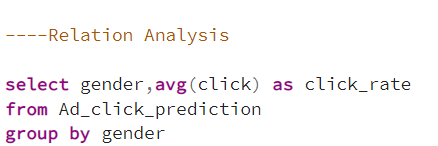 ----Relation Analysis
select gender,avg(click) as click_rate
from Ad_click_prediction
group by gender